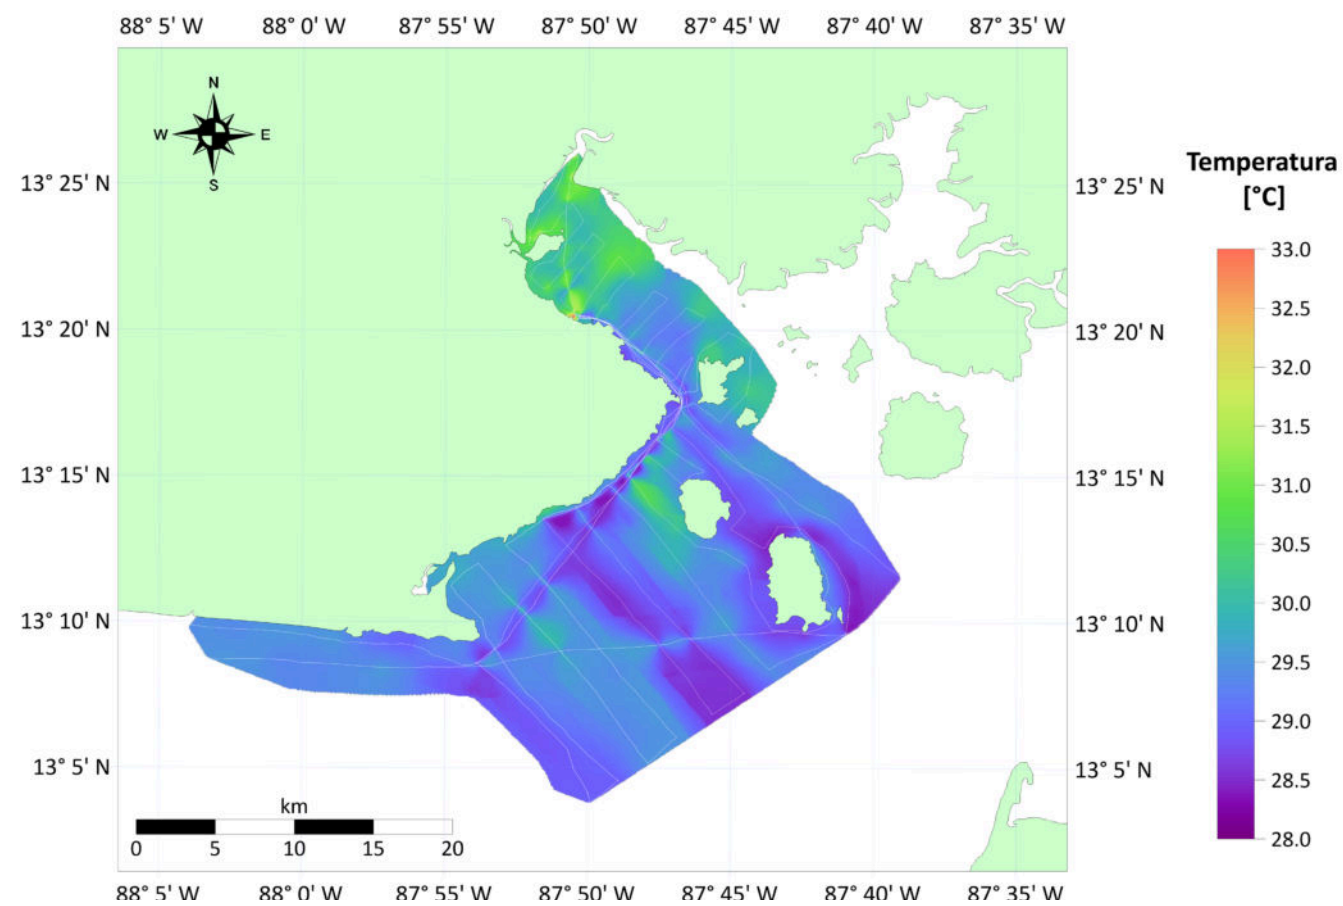 88° 5' W 88° 0' W 87° 55' W 87° 50' W 87° 45' W 87° 40' W 87° 35' W
N
W E
S
13° 25' N 13° 25' N
13° 20' N 13° 20' N
13° 15' N 13° 15' N
13° 10' N 13° 10' N
13° 5' N 13° 5' N
km
0 5 10 15 20
88° 5' W 88° 0' W 87° 55' W 87° 50' W 87° 45' W 87° 40' W 87° 35' W
Temperatura
[°C]
33.0
32.5
32.0
31.5
31.0
30.5
30.0
29.5
29.0
28.5
28.0